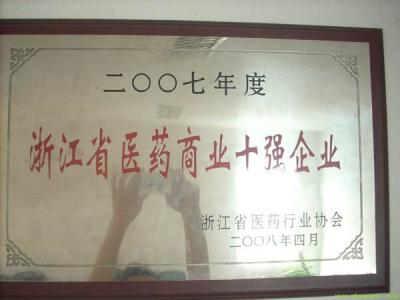 二〇〇七年度
浙江省医药商业十强企业
浙江省医药行业协会
二〇〇八年四月